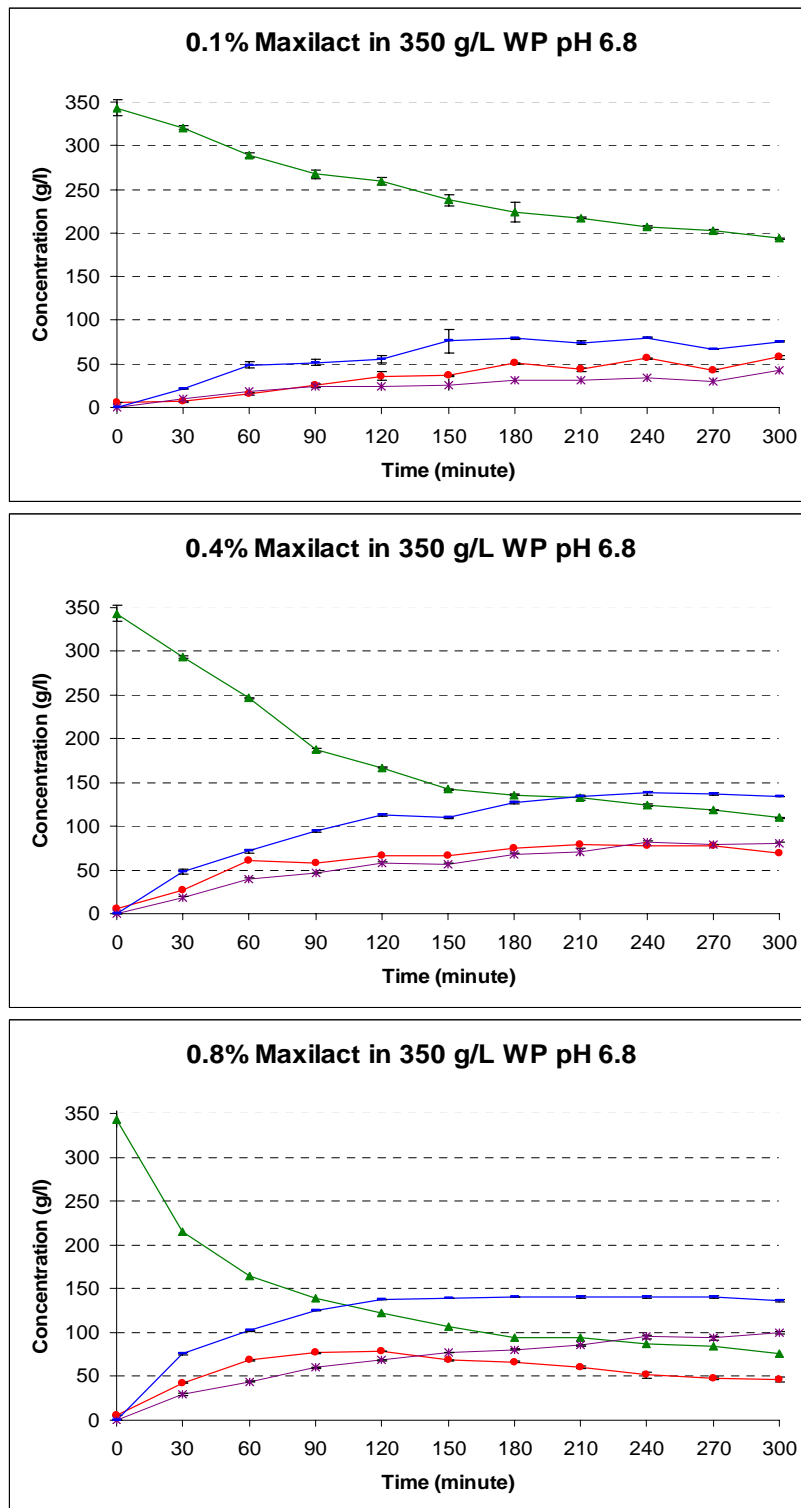 0.1% Maxilact in 350 g/L WP pH 6.8
350
300
250
200
150
100
50
0
Concentration (g/l)
0 30 60 90 120 150 180 210 240 270 300
Time (minute)
0.4% Maxilact in 350 g/L WP pH 6.8
350
300
250
200
150
100
50
0
Concentration (g/l)
0 30 60 90 120 150 180 210 240 270 300
Time (minute)
0.8% Maxilact in 350 g/L WP pH 6.8
350
300
250
200
150
100
50
0
Concentration (g/l)
0 30 60 90 120 150 180 210 240 270 300
Time (minute)